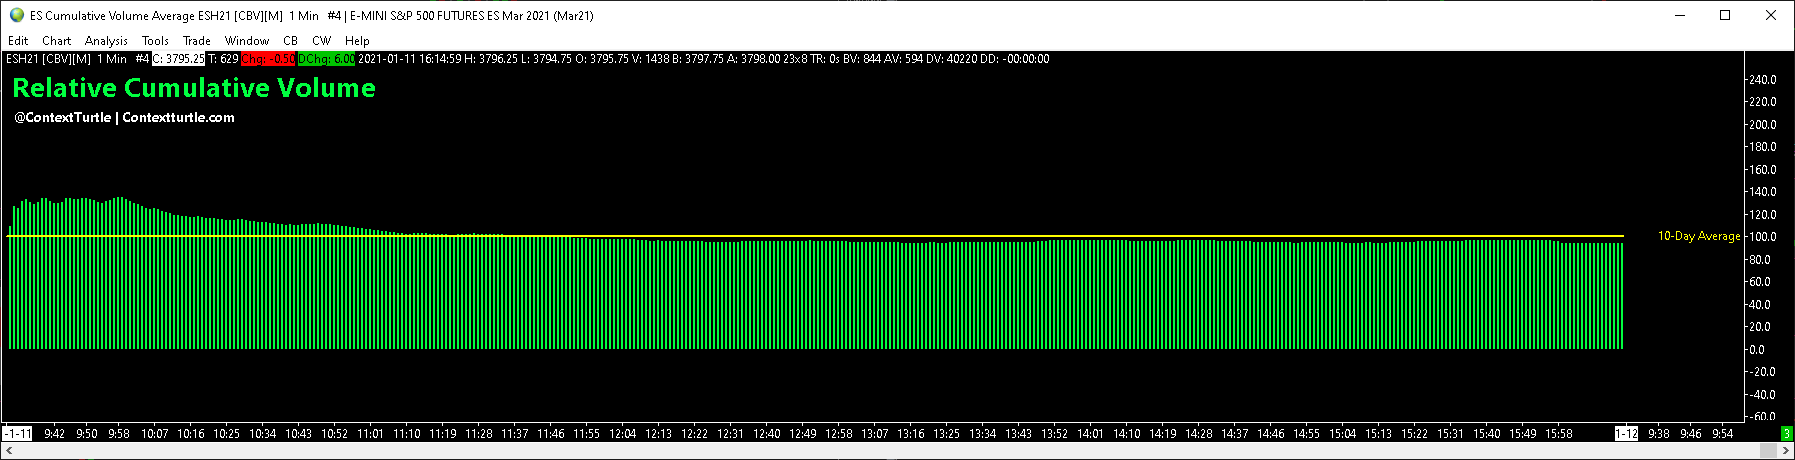 ES Cumulative Volume Average ESH21 [CBV][M] 1 Min #4 | E-MINI S&P 500 FUTURES ES Mar 2021 (Mar21)
Edit Chart Analysis Tools Trade Window CB CW Help
ESH21 [CBV][M] 1 Min #4 C: 3795.25 T: 629 Chg: -0.50 DChg: 6.00 2021-01-11 16:14:59 H: 3796.25 L: 3794.75 O: 3795.75 V: 1438 B: 3797.75 A: 3798.00 23x8 TR: 0s BV: 844 AV: 594 DV: 40220 DD: -00:00:00
Relative Cumulative Volume
@ContextTurtle | Contextturtle.com
240.0
220.0
200.0
180.0
160.0
140.0
120.0
10-Day Average 100.0
80.0
60.0
40.0
20.0
0.0
-20.0
-40.0
-60.0
-1-11 9:42 9:50 9:58 10:07 10:16 10:25 10:34 10:43 10:52 11:01 11:10 11:19 11:28 11:37 11:46 11:55 12:04 12:13 12:22 12:31 12:40 12:49 12:58 13:07 13:16 13:25 13:34 13:43 13:52 14:01 14:10 14:19 14:28 14:37 14:46 14:55 15:04 15:13 15:22 15:31 15:40 15:49 15:58 1-12 9:38 9:46 9:54 3